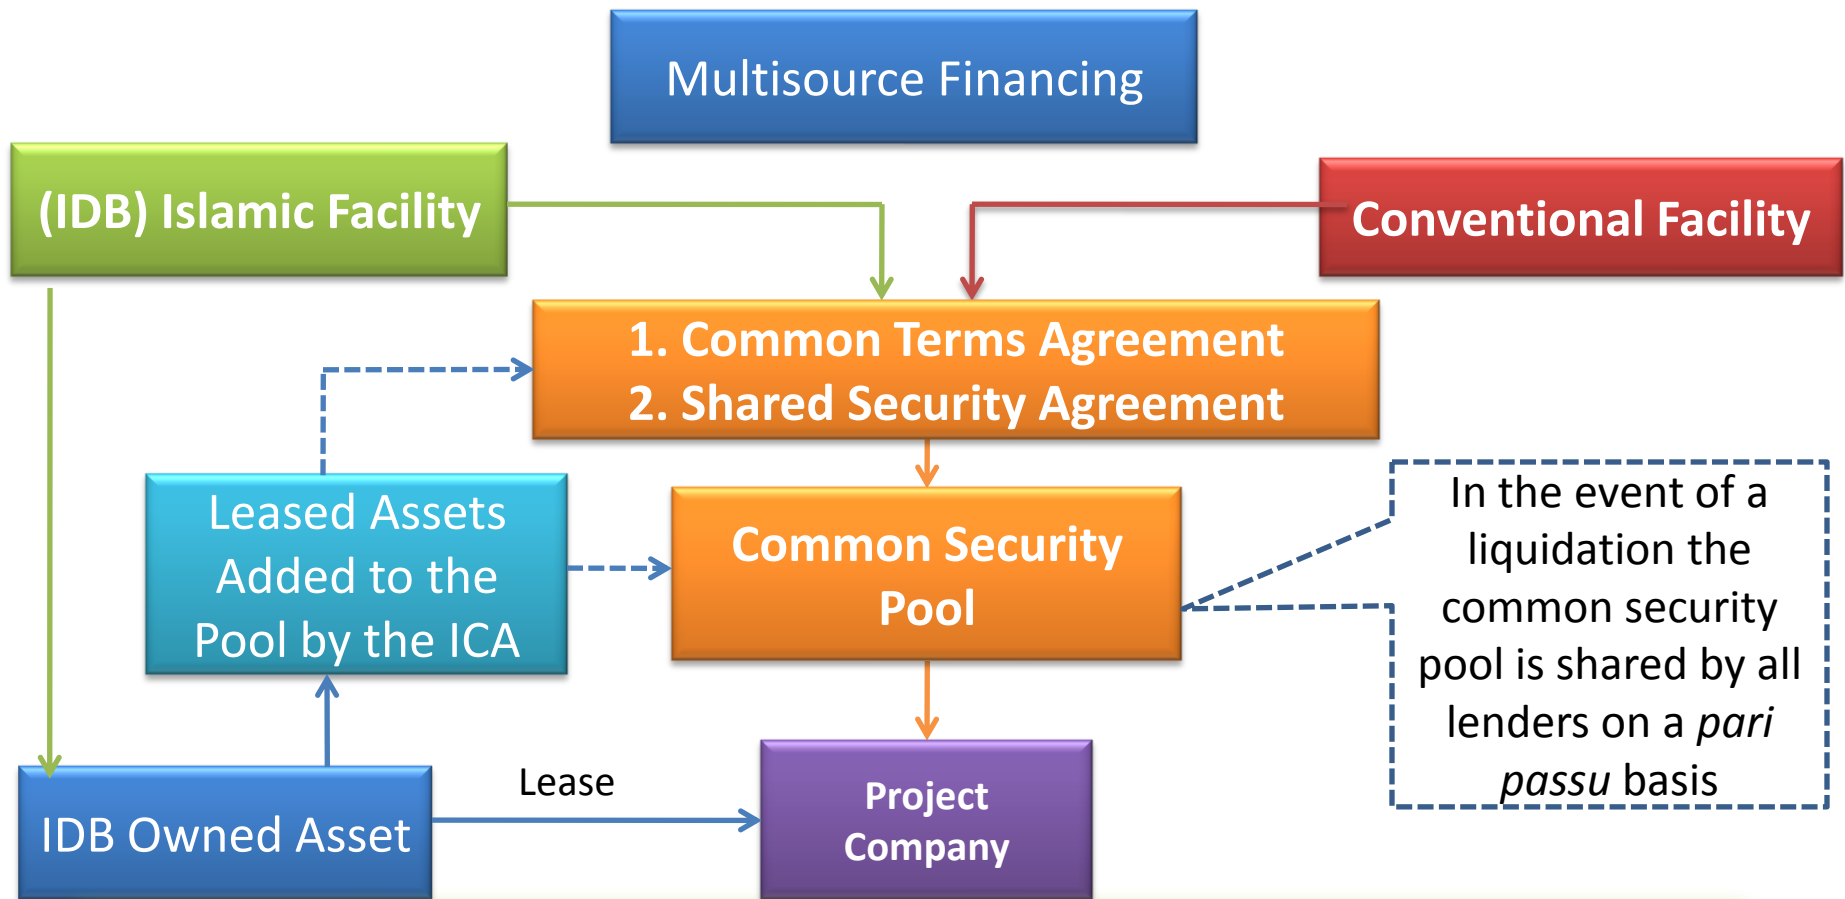 Multisource Financing
(IDB) Islamic Facility
Conventional Facility
1. Common Terms Agreement
2. Shared Security Agreement
Leased Assets
Added to the
Pool by the ICA
Common Security
Pool
In the event of a
liquidation the
common security
pool is shared by all
lenders on a pari
passu basis
IDB Owned Asset
Lease
Project
Company